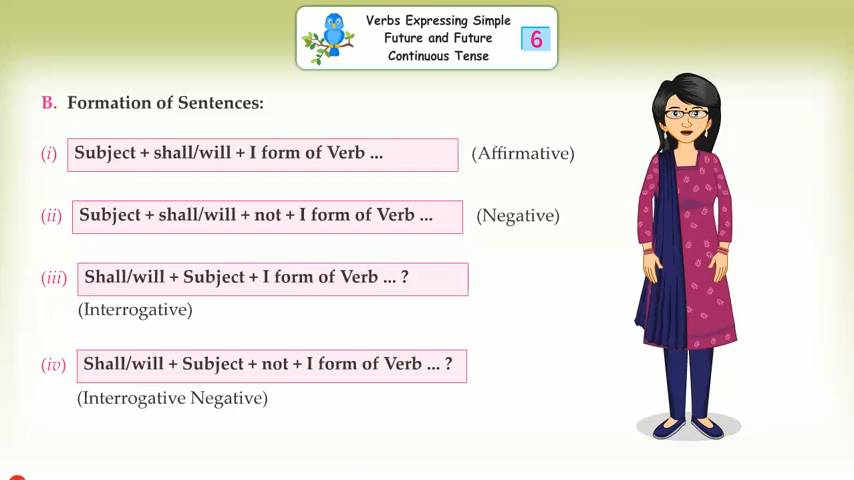 Verbs Expressing Simple
Future and Future
Continuous Tense
6
B. Formation of Sentences:
(i) Subject + shall/will + I form of Verb ... (Affirmative)
(ii) Subject + shall/will + not + I form of Verb ... (Negative)
(iii) Shall/will + Subject + I form of Verb ... ?
(Interrogative)
(iv) Shall/will + Subject + not + I form of Verb ... ?
(Interrogative Negative)